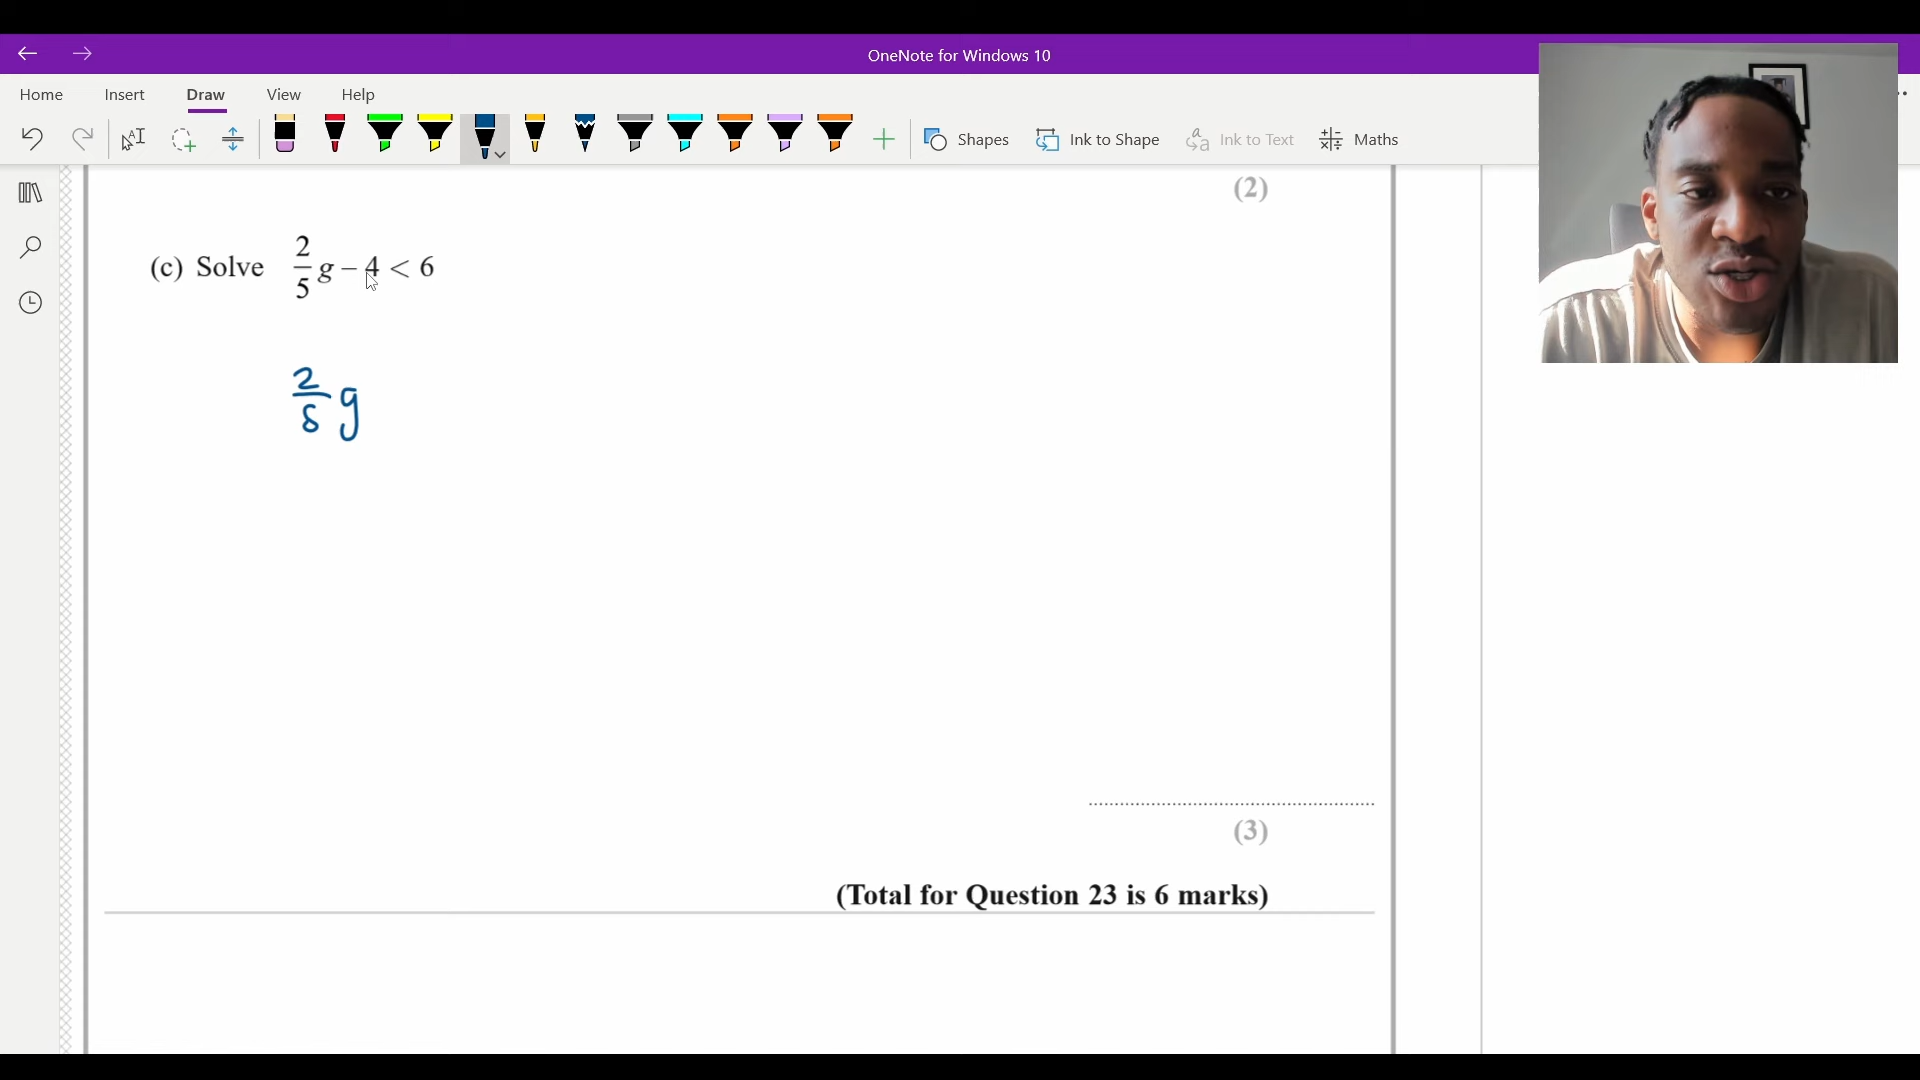 OneNote for Windows 10
Home Insert Draw View Help
Shapes Ink to Shape Ink to Text Maths
(2)
(c) Solve 2/5 g – 4 < 6
2/5 g
(3)
(Total for Question 23 is 6 marks)